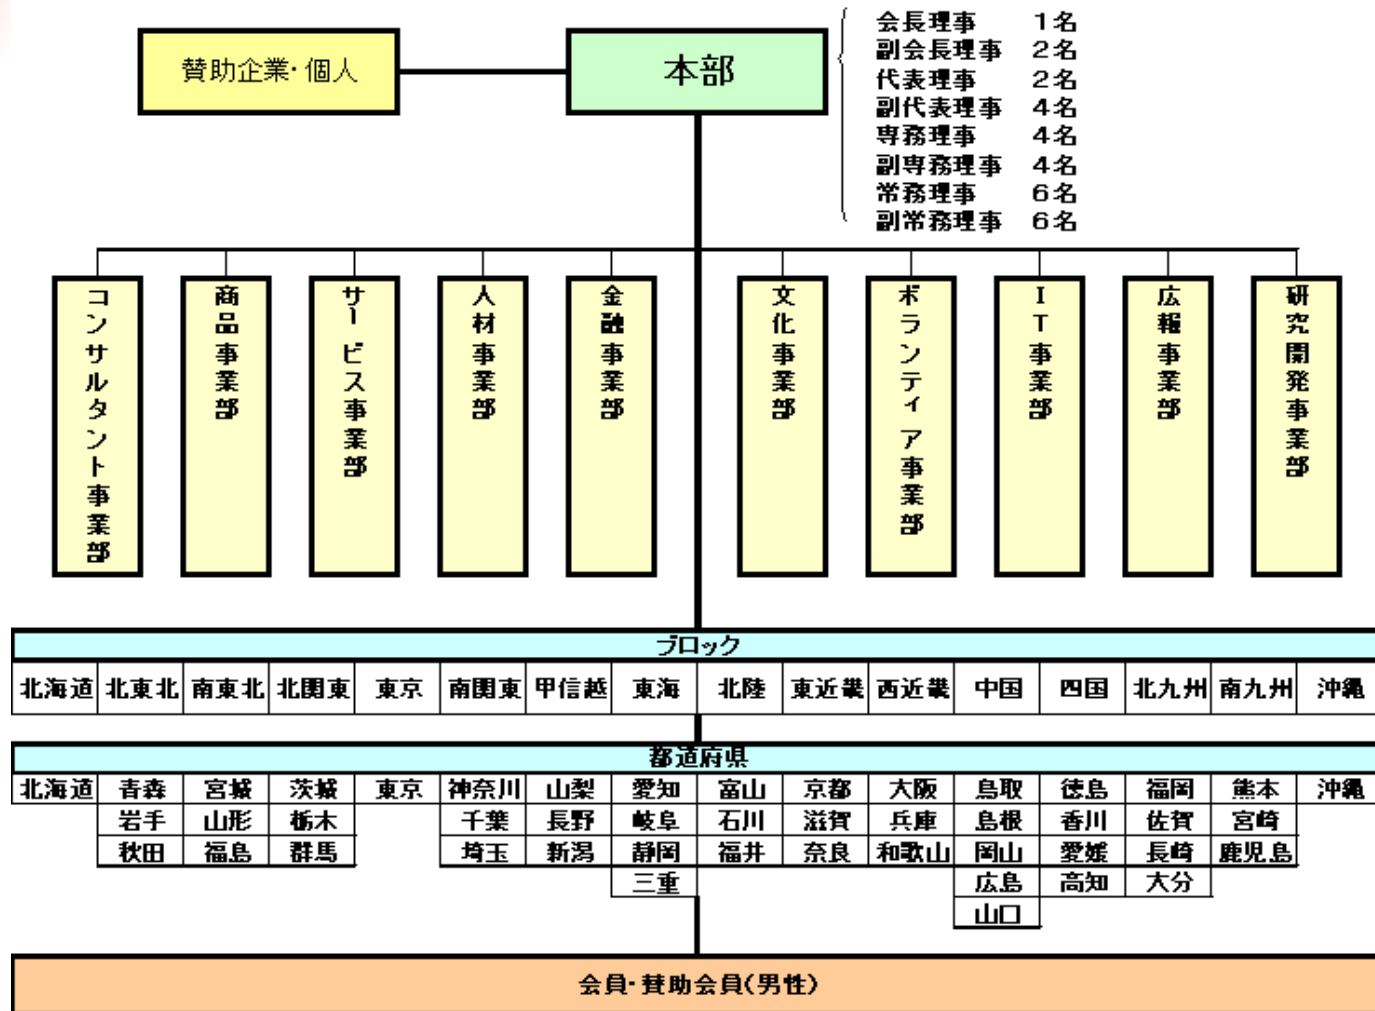 賛助企業・個人
本部
会長理事 1名
副会長理事 2名
代表理事 2名
副代表理事 4名
専務理事 4名
副専務理事 4名
常務理事 6名
副常務理事 6名
コンサルタント事業部
商品事業部
サービス事業部
人材事業部
金融事業部
文化事業部
ボランティア事業部
IT事業部
広報事業部
研究開発事業部
ブロック
北海道 北東北 南東北 北関東 東京 南関東 甲信越 東海 北陸 東近畿 西近畿 中国 四国 北九州 南九州 沖縄
都道府県
北海道 青森 宮城 茨城 東京 神奈川 山梨 愛知 富山 京都 大阪 鳥取 徳島 福岡 熊本 沖縄
岩手 山形 栃木 千葉 長野 岐阜 石川 滋賀 兵庫 島根 香川 佐賀 宮崎
秋田 福島 群馬 埼玉 新潟 静岡 福井 奈良 和歌山 岡山 愛媛 長崎 鹿児島
三重 広島 高知 大分
山口
会員・賛助会員(男性)